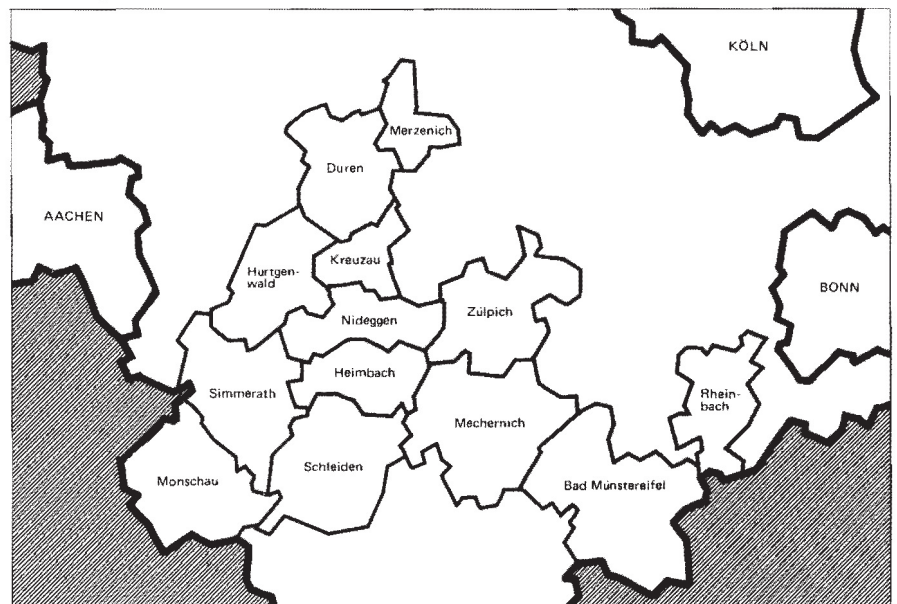 KÖLN
Merzenich
Duren
AACHEN
Kreuzau
Hurtgen-
wald
BONN
Nideggen
Zülpich
Heimbach
Simmerath
Rhein-
bach
Mechernich
Schleiden
Monschau
Bad Münstereifel